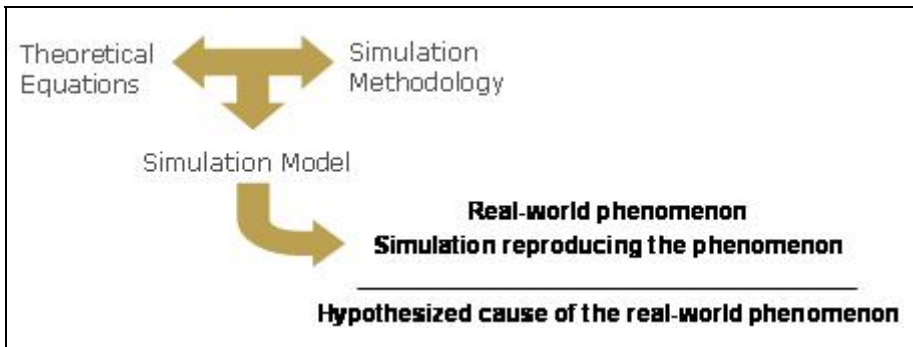 Theoretical
Equations
Simulation
Methodology
Simulation Model
Real-world phenomenon
Simulation reproducing the phenomenon
Hypothesized cause of the real-world phenomenon